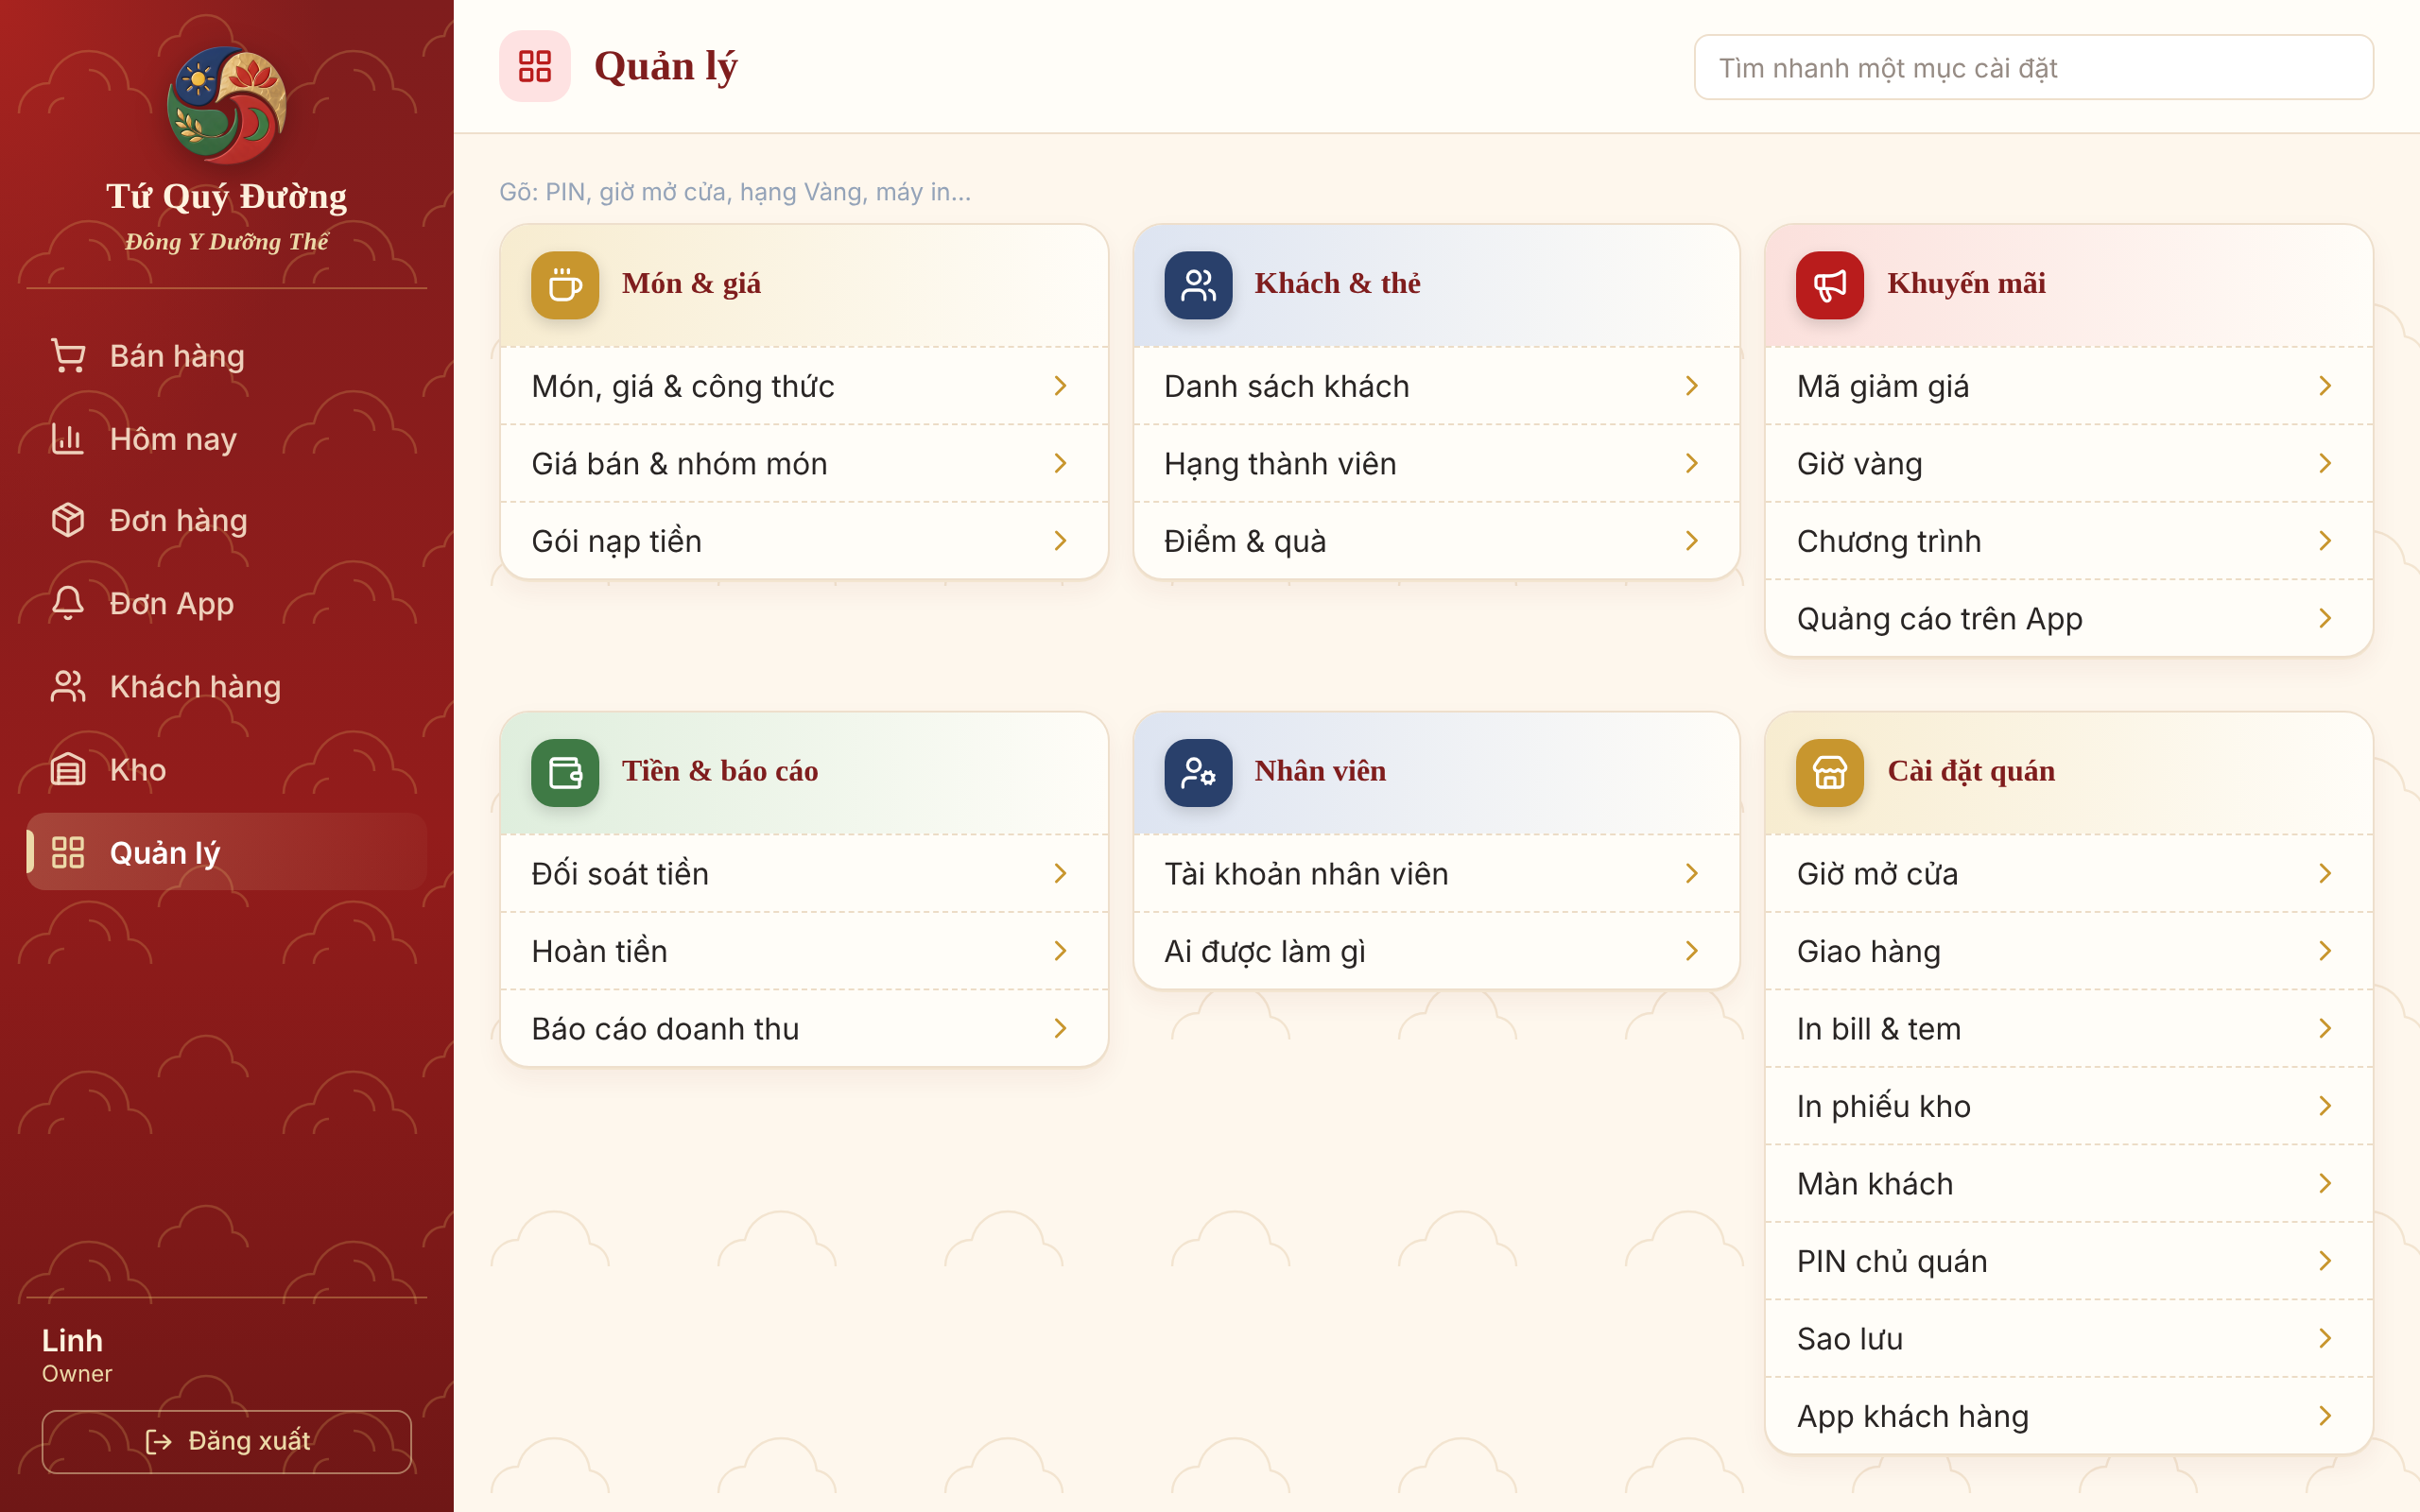 Tứ Quý Đường
Đông Y Dưỡng Thể
Bán hàng
Hôm nay
Đơn hàng
Đơn App
Khách hàng
Kho
Quản lý
Linh
Owner
Đăng xuất
Quản lý
Tìm nhanh một mục cài đặt
Gõ: PIN, giờ mở cửa, hạng Vàng, máy in...
Món & giá
Món, giá & công thức
Giá bán & nhóm món
Gói nạp tiền
Khách & thẻ
Danh sách khách
Hạng thành viên
Điểm & quà
Khuyến mãi
Mã giảm giá
Giờ vàng
Chương trình
Quảng cáo trên App
Tiền & báo cáo
Đối soát tiền
Hoàn tiền
Báo cáo doanh thu
Nhân viên
Tài khoản nhân viên
Ai được làm gì
Cài đặt quán
Giờ mở cửa
Giao hàng
In bill & tem
In phiếu kho
Màn khách
PIN chủ quán
Sao lưu
App khách hàng